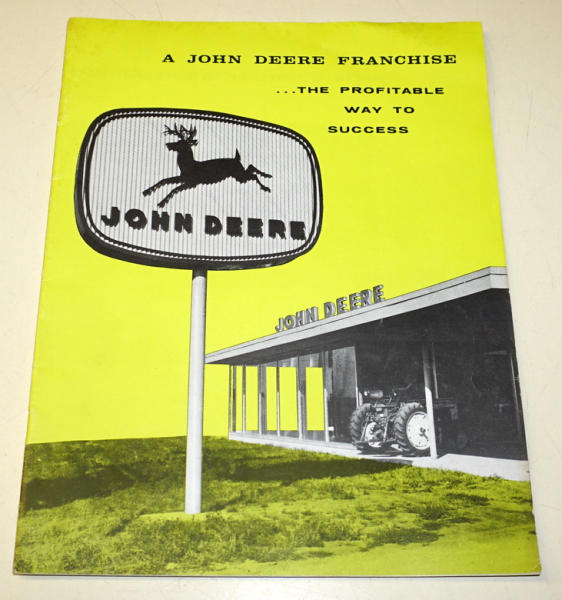 A JOHN DEERE FRANCHISE
...THE PROFITABLE
WAY TO
SUCCESS
JOHN DEERE
JOHN DEERE